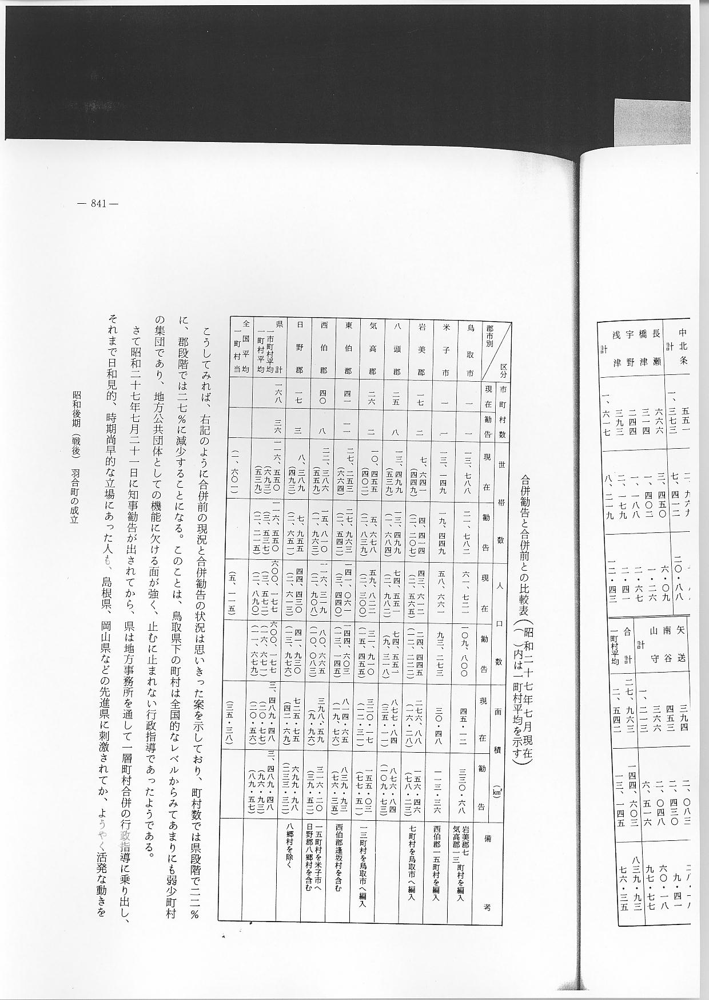 中北条 五五一
計 一、三七三 七、四一二 二〇・八八
長瀬 六六六 三、四五〇 六・〇九
橋津 三一四 一、四〇二 一・二六
宇野 二四四 一、一八八 二・六七
浅津 三九三 二、一七九 二・四一
計 一、六一七 八、二一九 一二・四三
矢送 三九四 二、〇八三
南谷 四五三 二、四三〇 九・四一
山守 三六六 二、〇四八 六〇・一八
計 一、二一三 六、五一六 九七・七七
合計 二七、九六三 一四四、六〇三 八三九・九三
一町村平均 二、五四二 一三、一四五 七六・三五
合併勧告と合併前との比較表(昭和二十七年七月現在)
( )内は一町村平均を示す
区分 市町村数 世帯数 人口数 面積(㎢) 備考
郡市別 現在 勧告 現在 勧告 現在 勧告 現在 勧告
鳥取市 一 一 一三、七八八 二一、七八二 六一、七二一 一〇九、八〇〇 四五・一二 三三〇・六八 岩美郡七 気高郡一三 町村を編入
米子市 一 一 一三、一四九 一九、四四九 五八、六六一 九三、二七三 三〇・四八 一一三・三六 西伯郡一五町村を編入
岩美郡 一七 二 七、六四一 四、四一四 四三、六一二 二四、四四五 二七六、八八 一五六・四六 七町村を鳥取市へ編入
(四四九) (二、二〇七) (二、五六五) (一二、二二二) (一六・二八) (七八・二三)
八頭郡 二五 八 一三、四九九 一三、四九九 七四、五五一 七四、五五一 八七七・八四 八七六・八四
(五三九) (一、六八四) (二、九八二) (九、三一八) (三五・一一) (一〇九・七三)
気高郡 二六 二 一〇、四五五 五、六七八 五九、八二二 三一、九一〇 三二〇・一七 一五五・〇三 一三町村を鳥取市へ編入
(四〇二) (二、八三九) (二、三〇〇) (一五、四五五) (一二・三一) (七七・五一)
東伯郡 四一 一一 二七、二五三 二七、九六三 一四一、〇六一 一四四、六〇三 八一四・六五 八三九・九三 西伯郡逢坂村を含む
(六六四) (二、五四二) (三、四四〇) (一三、一四五) (一九、七六) (七六・三五)
西伯郡 四〇 八 二二、三八六 一五、八一〇 一一六、三一九 八〇、六六五 三九八、五九 三一六・二〇 一五町村を米子市へ 日野郡八郷村を含む
(五五九) (一、九六三) (二、九〇八) (一〇、〇八三) (九・九六) (三九・五二)
日野郡 一七 三 八、三八九 七、九五五 四四、四三〇 四一、九三〇 七二五・七五 六九九・九八 八郷村を除く
(四九三) (二、六五一) (二、六一三) (一三、九七六) (四二・六九) (二三三・三二)
県計 一六八 三六 一一六、五五〇 一一六、五五〇 六〇〇、一七七 六〇〇、一七七 三、四八九・四八 三、四八九・四八
一市町村平均 (六九三) (三、五三七) (三、五七二) (一六、六七一) (二〇・七七) (九六・九三)
一町村平均 (五三九) (二、二一五) (二、八九〇) (一一、六七九) (二〇・五六) (八九・五七)
全国平均
一町村当 (一、六〇一) (五、一一五) (三五・三八)
こうしてみれば、右記のように合併前の現況と合併勧告の状況は思いきった案を示しており、町村数では県段階で二二%
に、郡段階では二七%に減少することになる。このことは、鳥取県下の町村は全国的なレベルからみてあまりにも弱少町村
の集団であり、地方公共団体としての機能に欠ける面が強く、止むに止まれない行政指導であったようである。
さて昭和二十七年七月二十一日に知事勧告が出されてから、県は地方事務所を通して一層町村合併の行政指導に乗り出し、
それまで日和見的、時期尚早的な立場にあった人も、島根県、岡山県などの先進県に刺激されてか、ようやく活発な動きを
昭和後期(戦後) 羽合町の成立
— 841 —